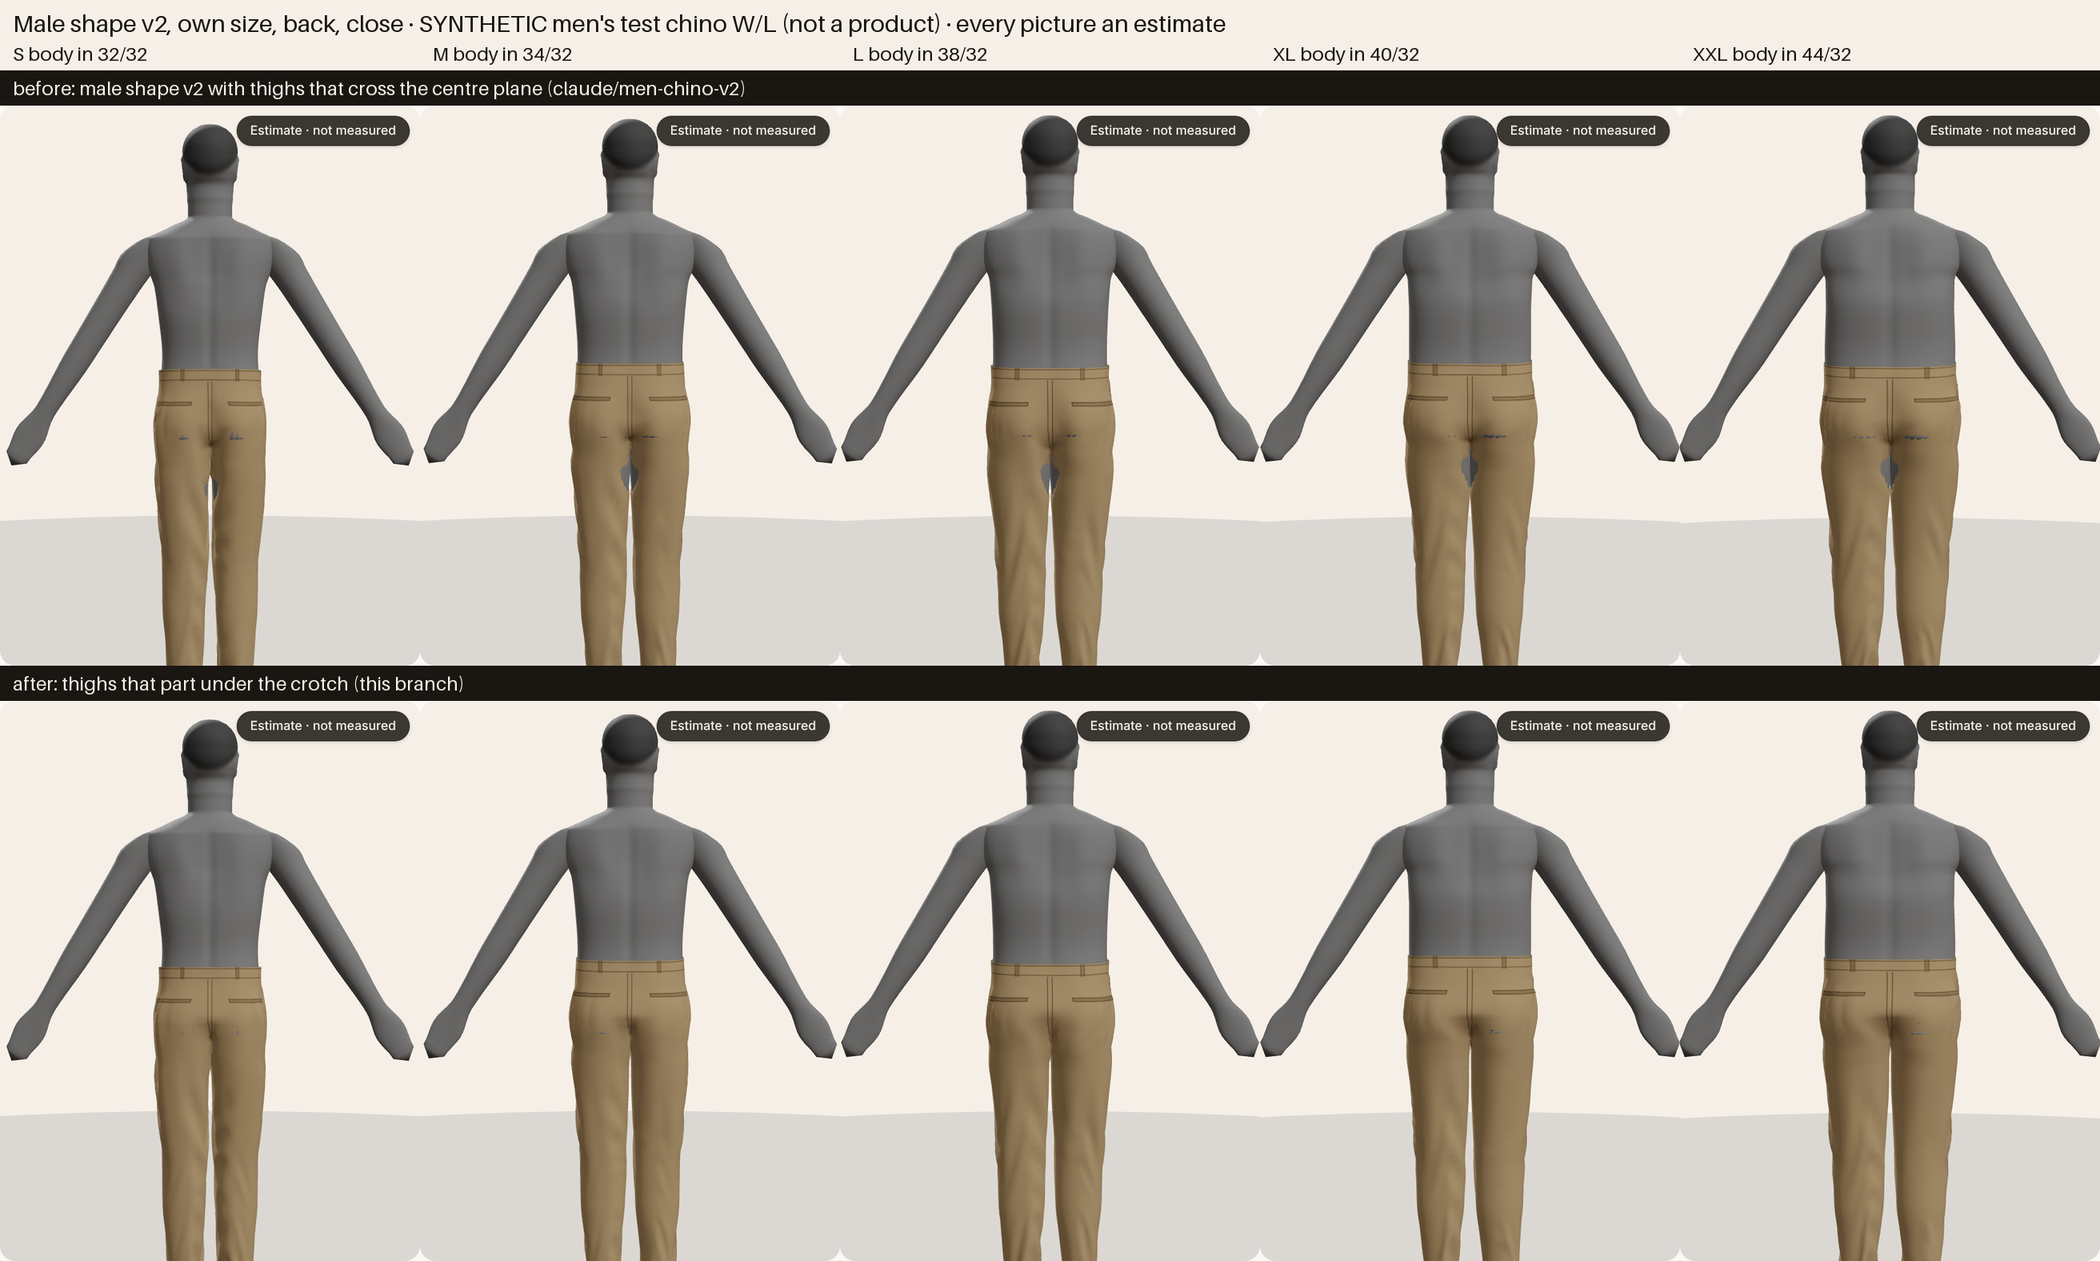 Male shape v2, own size, back, close · SYNTHETIC men's test chino W/L (not a product) · every picture an estimate
S body in 32/32
M body in 34/32
L body in 38/32
XL body in 40/32
XXL body in 44/32
before: male shape v2 with thighs that cross the centre plane (claude/men-chino-v2)
Estimate · not measured
Estimate · not measured
Estimate · not measured
Estimate · not measured
Estimate · not measured
after: thighs that part under the crotch (this branch)
Estimate · not measured
Estimate · not measured
Estimate · not measured
Estimate · not measured
Estimate · not measured